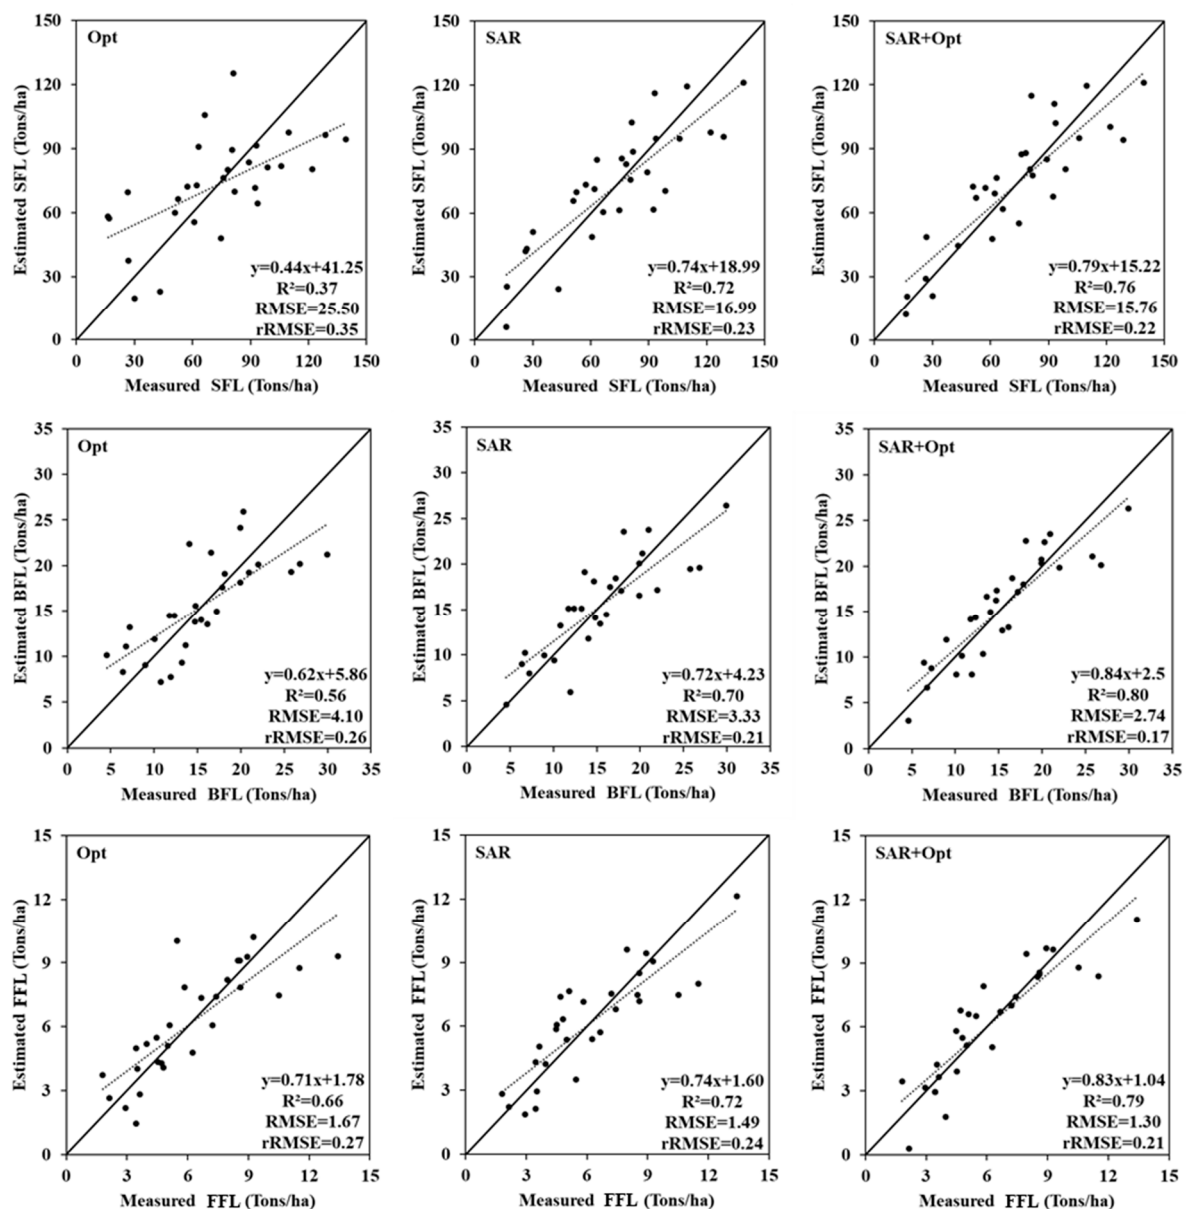 Opt
Estimated SFL (Tons/ha)
150
120
90
60
30
0
y=0.44x+41.25
R²=0.37
RMSE=25.50
rRMSE=0.35
0 30 60 90 120 150
Measured SFL (Tons/ha)
SAR
Estimated SFL (Tons/ha)
150
120
90
60
30
0
y=0.74x+18.99
R²=0.72
RMSE=16.99
rRMSE=0.23
0 30 60 90 120 150
Measured SFL (Tons/ha)
SAR+Opt
Estimated SFL (Tons/ha)
150
120
90
60
30
0
y=0.79x+15.22
R²=0.76
RMSE=15.76
rRMSE=0.22
0 30 60 90 120 150
Measured SFL (Tons/ha)
Opt
Estimated BFL (Tons/ha)
35
30
25
20
15
10
5
0
y=0.62x+5.86
R²=0.56
RMSE=4.10
rRMSE=0.26
0 5 10 15 20 25 30 35
Measured BFL (Tons/ha)
SAR
Estimated BFL (Tons/ha)
35
30
25
20
15
10
5
0
y=0.72x+4.23
R²=0.70
RMSE=3.33
rRMSE=0.21
0 5 10 15 20 25 30 35
Measured BFL (Tons/ha)
SAR+Opt
Estimated BFL (Tons/ha)
35
30
25
20
15
10
5
0
y=0.84x+2.5
R²=0.80
RMSE=2.74
rRMSE=0.17
0 5 10 15 20 25 30 35
Measured BFL (Tons/ha)
Opt
Estimated FFL (Tons/ha)
15
12
9
6
3
0
y=0.71x+1.78
R²=0.66
RMSE=1.67
rRMSE=0.27
0 3 6 9 12 15
Measured FFL (Tons/ha)
SAR
Estimated FFL (Tons/ha)
15
12
9
6
3
0
y=0.74x+1.60
R²=0.72
RMSE=1.49
rRMSE=0.24
0 3 6 9 12 15
Measured FFL (Tons/ha)
SAR+Opt
Estimated FFL (Tons/ha)
15
12
9
6
3
0
y=0.83x+1.04
R²=0.79
RMSE=1.30
rRMSE=0.21
0 3 6 9 12 15
Measured FFL (Tons/ha)